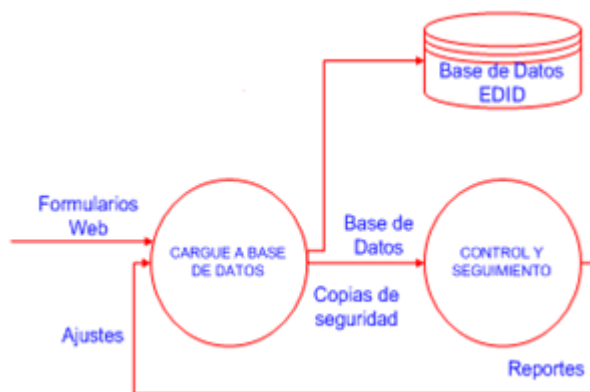 Base de Datos
EDID
Formularios
Web
CARGUE A BASE
DE DATOS
Base de
Datos
CONTROL Y
SEGUIMIENTO
Copias de
seguridad
Ajustes
Reportes